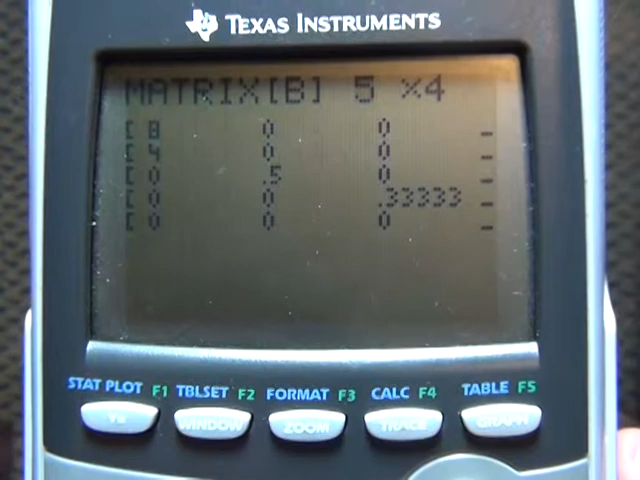 TEXAS INSTRUMENTS
MATRIX[B] 5 ×4
[ 8 0 0 -
[ 4 0 0 -
[ 0 .5 0 -
[ 0 0 .33333 -
[ 0 0 0 -
STAT PLOT F1 TBLSET F2 FORMAT F3 CALC F4 TABLE F5
Y= WINDOW ZOOM TRACE GRAPH